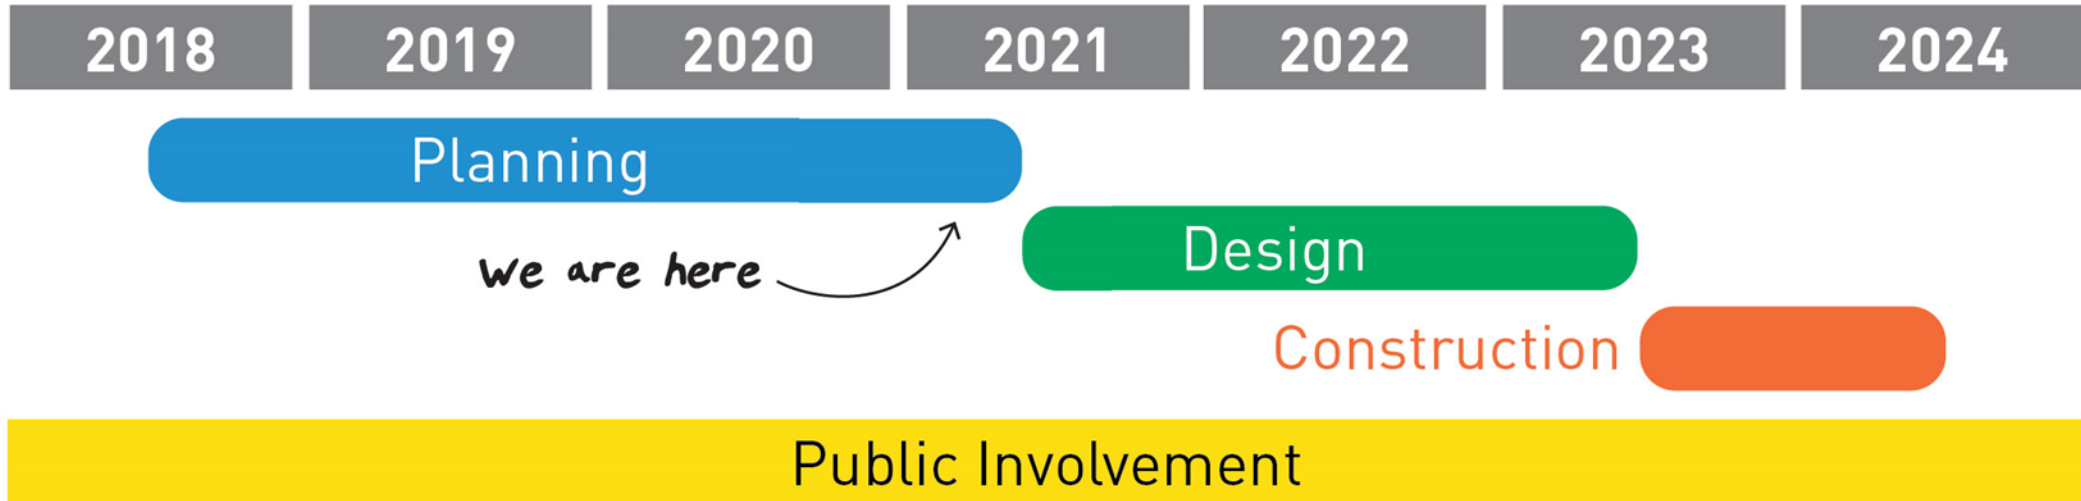 2018 2019 2020 2021 2022 2023 2024
Planning
Design
We are here
Construction
Public Involvement